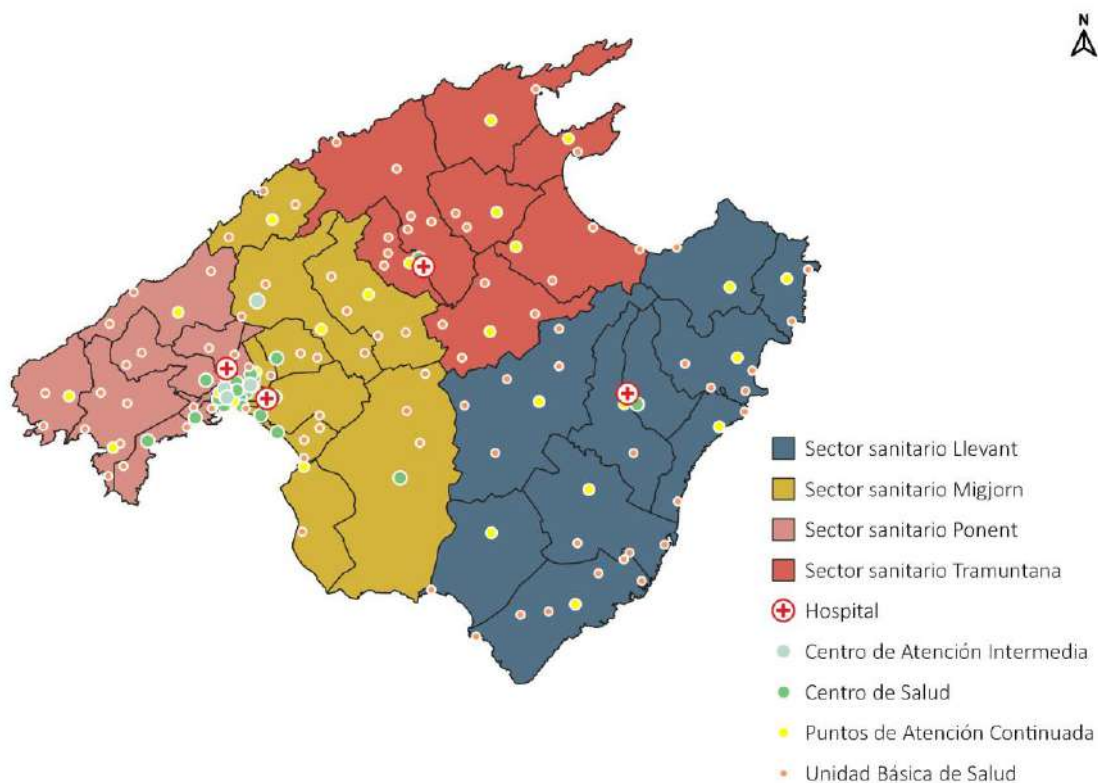 N
Sector sanitario Llevant
Sector sanitario Migjorn
Sector sanitario Ponent
Sector sanitario Tramuntana
Hospital
Centro de Atención Intermedia
Centro de Salud
Puntos de Atención Continuada
Unidad Básica de Salud